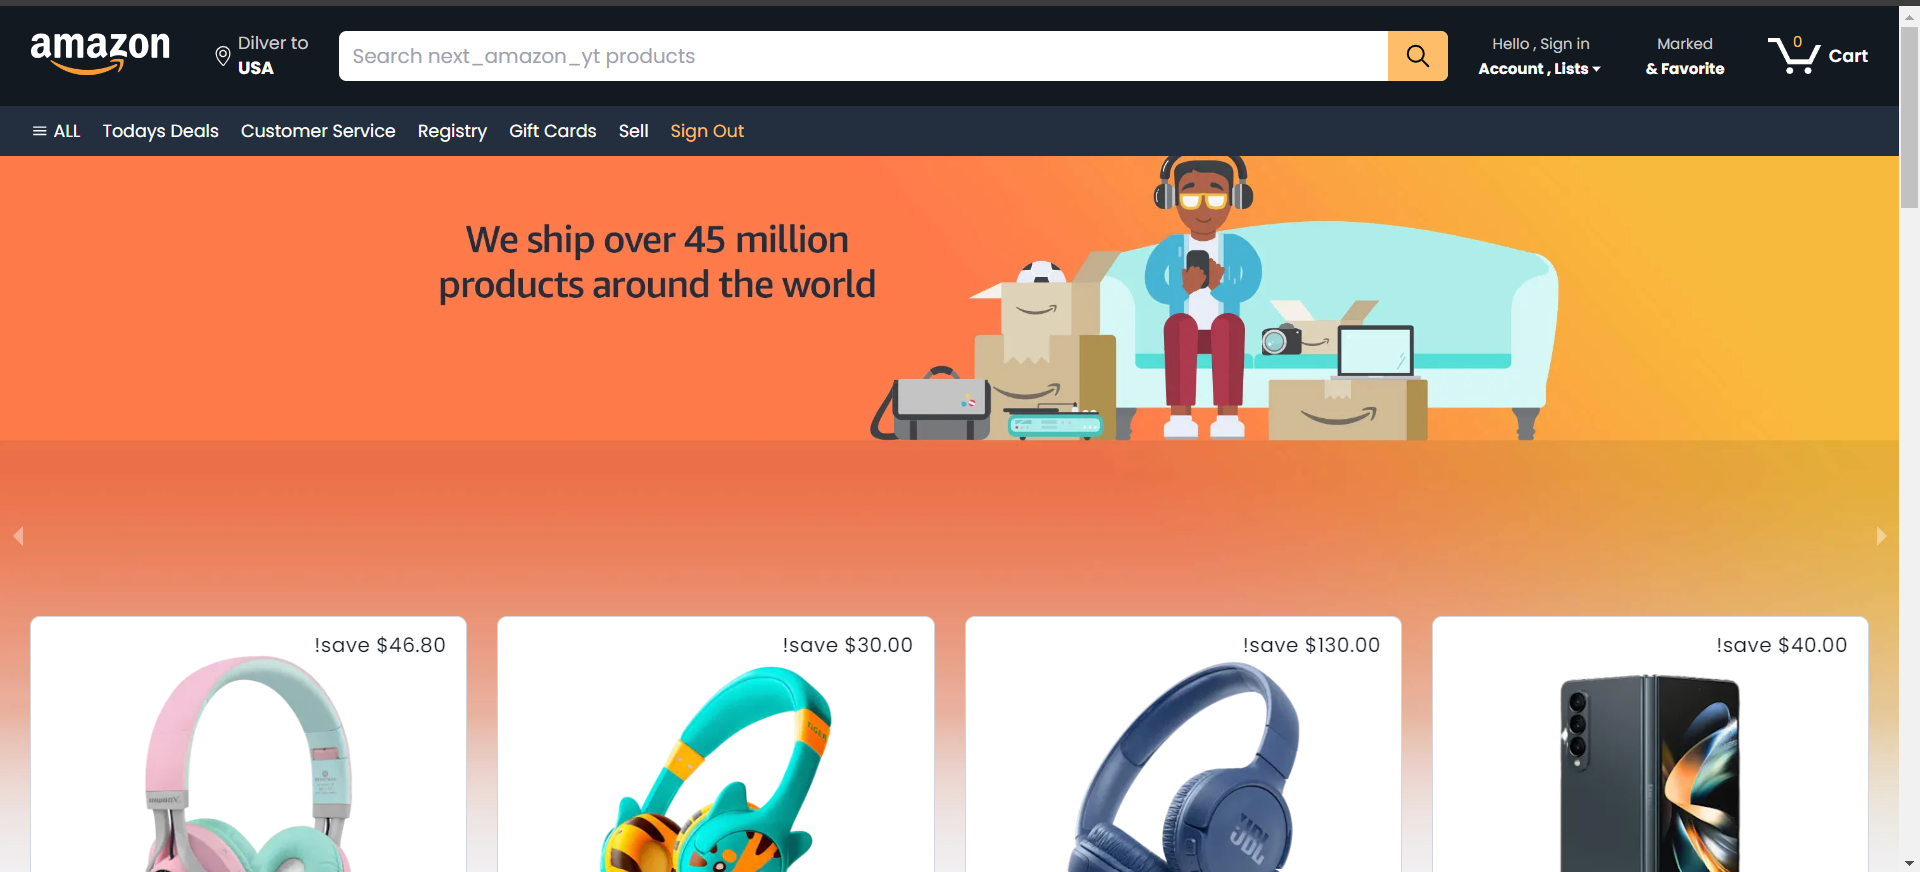 amazon
Dilver to
USA
Search next_amazon_yt products
Hello , Sign in
Account , Lists
Marked
& Favorite
0
Cart
ALL
Todays Deals
Customer Service
Registry
Gift Cards
Sell
Sign Out
We ship over 45 million
products around the world
!save $46.80
!save $30.00
!save $130.00
!save $40.00
TIGER
JBL